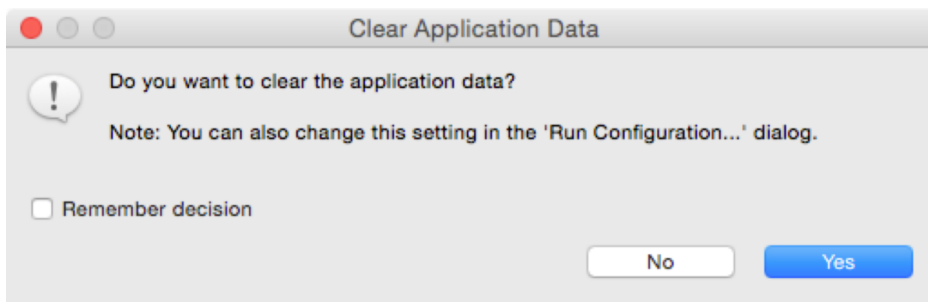 Clear Application Data
Do you want to clear the application data?
Note: You can also change this setting in the 'Run Configuration...' dialog.
Remember decision
No
Yes